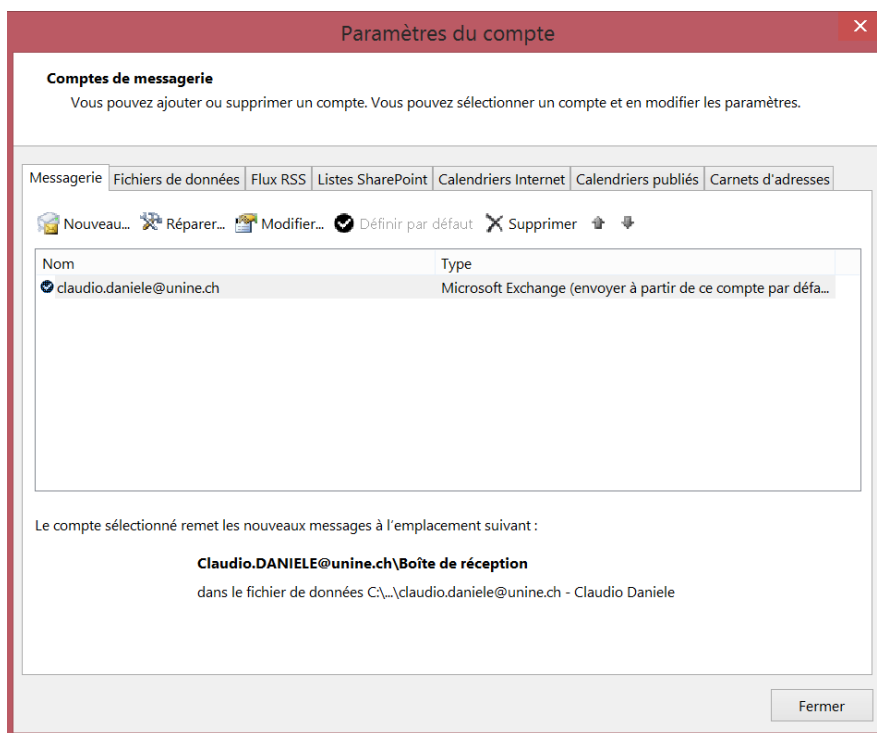 Paramètres du compte
Comptes de messagerie
Vous pouvez ajouter ou supprimer un compte. Vous pouvez sélectionner un compte et en modifier les paramètres.
Messagerie Fichiers de données Flux RSS Listes SharePoint Calendriers Internet Calendriers publiés Carnets d'adresses
Nouveau... Réparer... Modifier... Définir par défaut Supprimer
Nom Type
claudio.daniele@unine.ch Microsoft Exchange (envoyer à partir de ce compte par défa...
Le compte sélectionné remet les nouveaux messages à l'emplacement suivant :
Claudio.DANIELE@unine.ch\Boîte de réception
dans le fichier de données C:\...\claudio.daniele@unine.ch - Claudio Daniele
Fermer